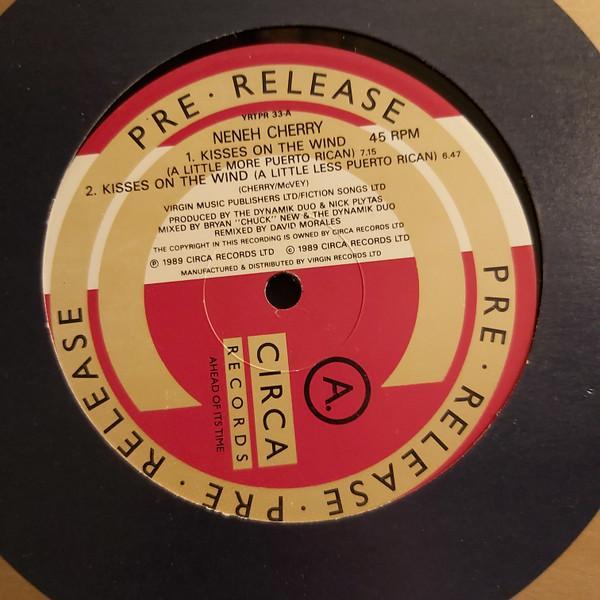 PRE · RELEASE
YRTPR 33-A
NENEH CHERRY
1. KISSES ON THE WIND 45 RPM
(A LITTLE MORE PUERTO RICAN) 7.15
2. KISSES ON THE WIND (A LITTLE LESS PUERTO RICAN) 6.47
(CHERRY/McVEY)
VIRGIN MUSIC PUBLISHERS LTD/FICTION SONGS LTD
PRODUCED BY THE DYNAMIK DUO & NICK PLYTAS
MIXED BY BRYAN "CHUCK" NEW & THE DYNAMIK DUO
REMIXED BY DAVID MORALES
THE COPYRIGHT IN THIS RECORDING IS OWNED BY CIRCA RECORDS LTD
℗ 1989 CIRCA RECORDS LTD © 1989 CIRCA RECORDS LTD
MANUFACTURED & DISTRIBUTED BY VIRGIN RECORDS LTD
PRE · RELEASE ·
PRE · RELEASE
A.
CIRCA
RECORDS
AHEAD OF ITS TIME